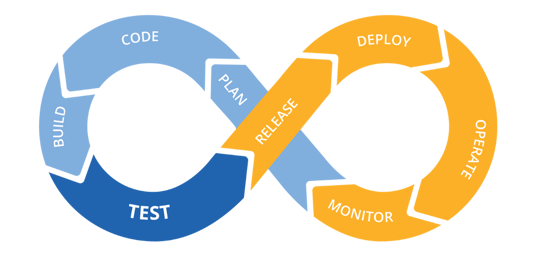 PLAN
CODE
BUILD
TEST
RELEASE
DEPLOY
OPERATE
MONITOR